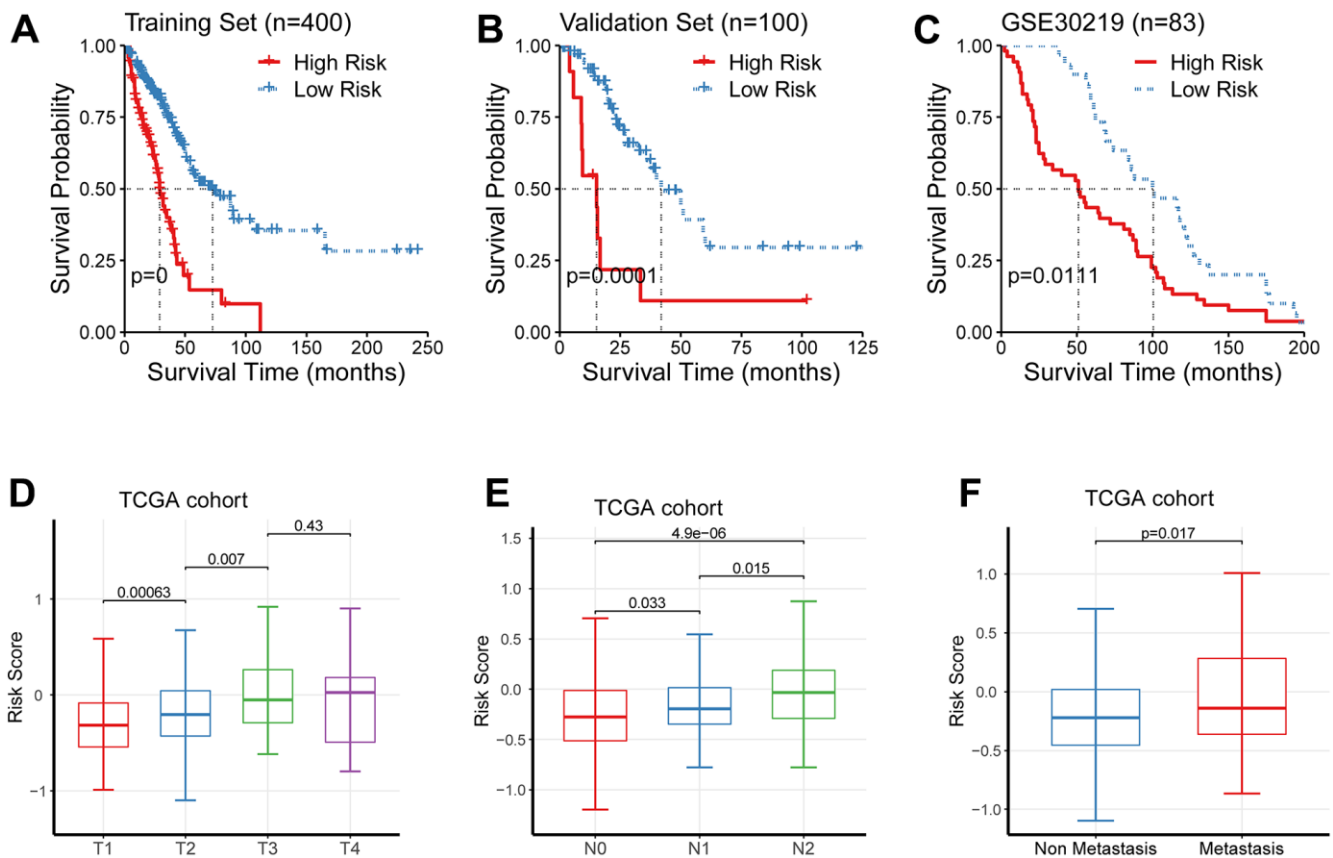 A Training Set (n=400)
Survival Probability
1.00
0.75
0.50
0.25
0.00
High Risk
Low Risk
p=0
0 50 100 150 200 250
Survival Time (months)
B Validation Set (n=100)
Survival Probability
1.00
0.75
0.50
0.25
0.00
High Risk
Low Risk
p=0.0001
0 25 50 75 100 125
Survival Time (months)
C GSE30219 (n=83)
Survival Probability
1.00
0.75
0.50
0.25
0.00
High Risk
Low Risk
p=0.0111
0 50 100 150 200
Survival Time (months)
D TCGA cohort
Risk Score
0.43
0.007
0.00063
1
0
−1
T1 T2 T3 T4
E TCGA cohort
Risk Score
1.5
1.0
0.5
0.0
−0.5
−1.0
4.9e−06
0.015
0.033
N0 N1 N2
F TCGA cohort
Risk Score
p=0.017
1.0
0.5
0.0
−0.5
−1.0
Non Metastasis Metastasis